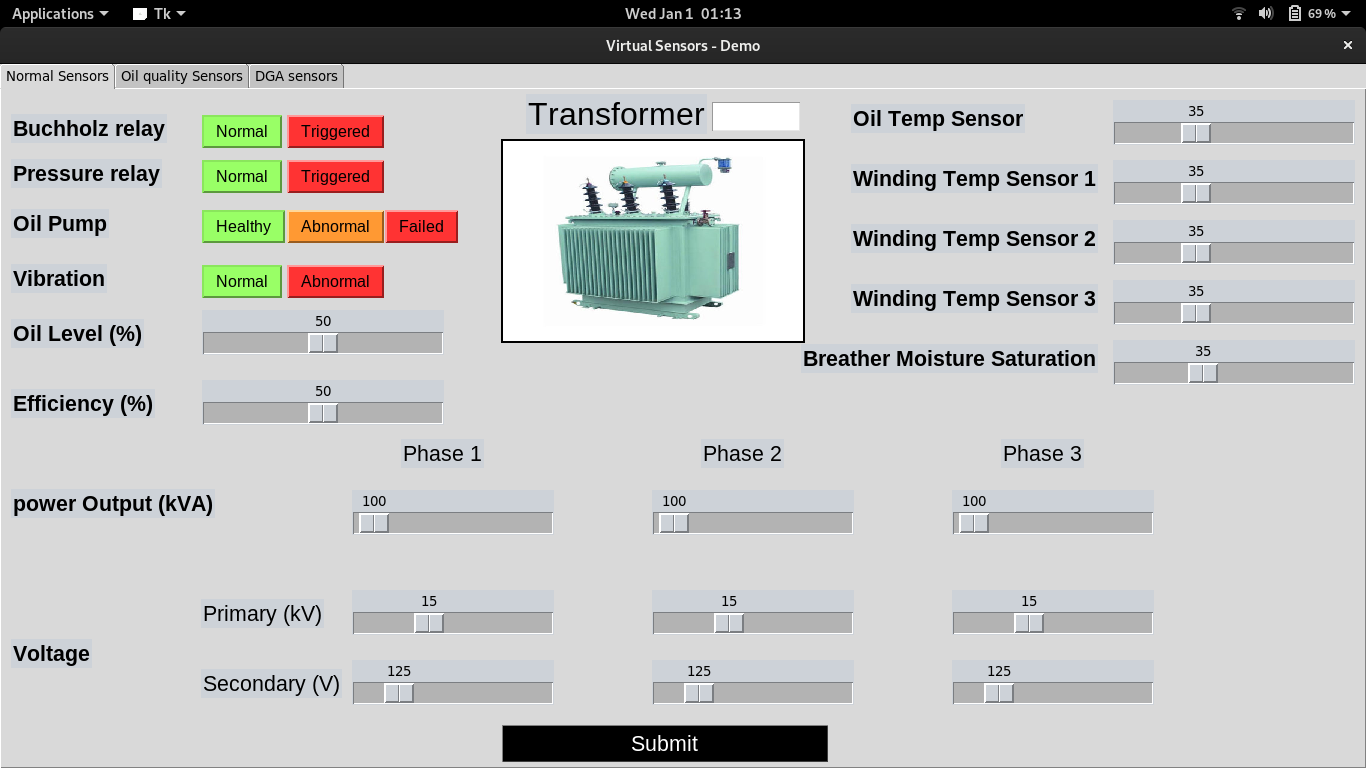 Applications Tk Wed Jan 1 01:13 69 %
Virtual Sensors - Demo ×
Normal Sensors Oil quality Sensors DGA sensors
Transformer
Buchholz relay Normal Triggered
Pressure relay Normal Triggered
Oil Pump Healthy Abnormal Failed
Vibration Normal Abnormal
Oil Level (%) 50
Efficiency (%) 50
Oil Temp Sensor 35
Winding Temp Sensor 1 35
Winding Temp Sensor 2 35
Winding Temp Sensor 3 35
Breather Moisture Saturation 35
Phase 1 Phase 2 Phase 3
power Output (kVA) 100 100 100
Primary (kV) 15 15 15
Voltage
Secondary (V) 125 125 125
Submit